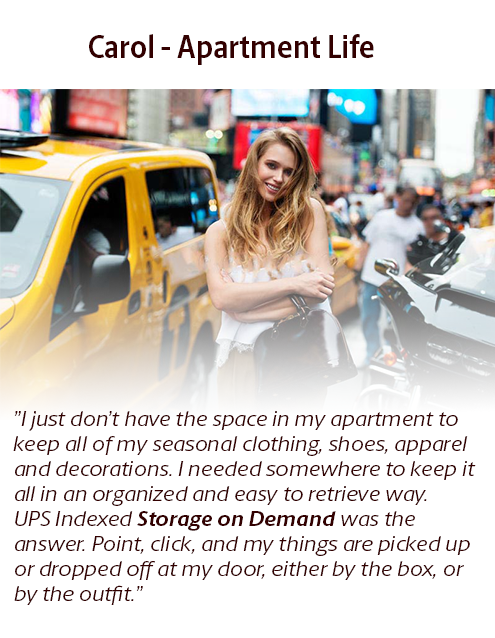 Carol - Apartment Life
”I just don’t have the space in my apartment to
keep all of my seasonal clothing, shoes, apparel
and decorations. I needed somewhere to keep it
all in an organized and easy to retrieve way.
UPS Indexed Storage on Demand was the
answer. Point, click, and my things are picked up
or dropped off at my door, either by the box, or
by the outfit.”